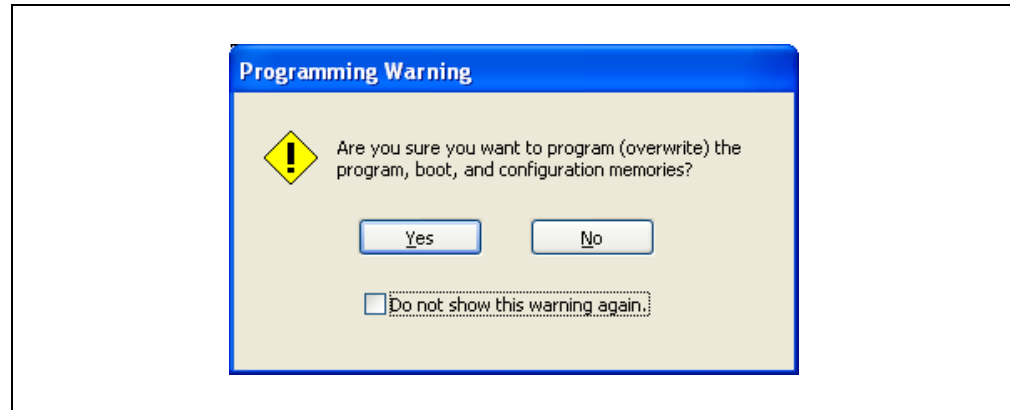 Programming Warning
Are you sure you want to program (overwrite) the
program, boot, and configuration memories?
Yes
No
Do not show this warning again.